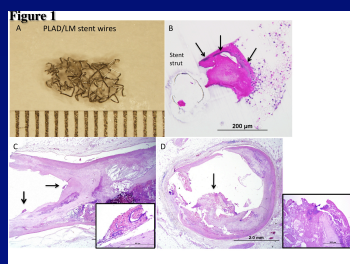 Figure 1
A
PLAD/LM stent wires
B
Stent
strut
200 μm
C
D
2.0 mm